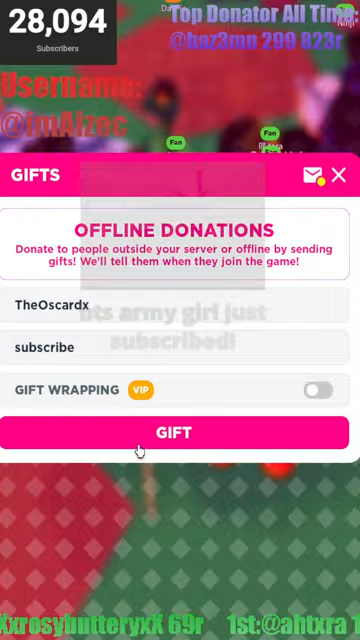 28,094
Subscribers
Top Donator All Time:
@haz3mn 299 823r
Username:
@imAlzec
Fan
Fan
GIFTS
OFFLINE DONATIONS
Donate to people outside your server or offline by sending
gifts! We'll tell them when they join the game!
TheOscardx
bts army girl just
subscribed!
subscribe
GIFT WRAPPING VIP
GIFT
XxrosybutteryxX 69r 1st:@ahtxra